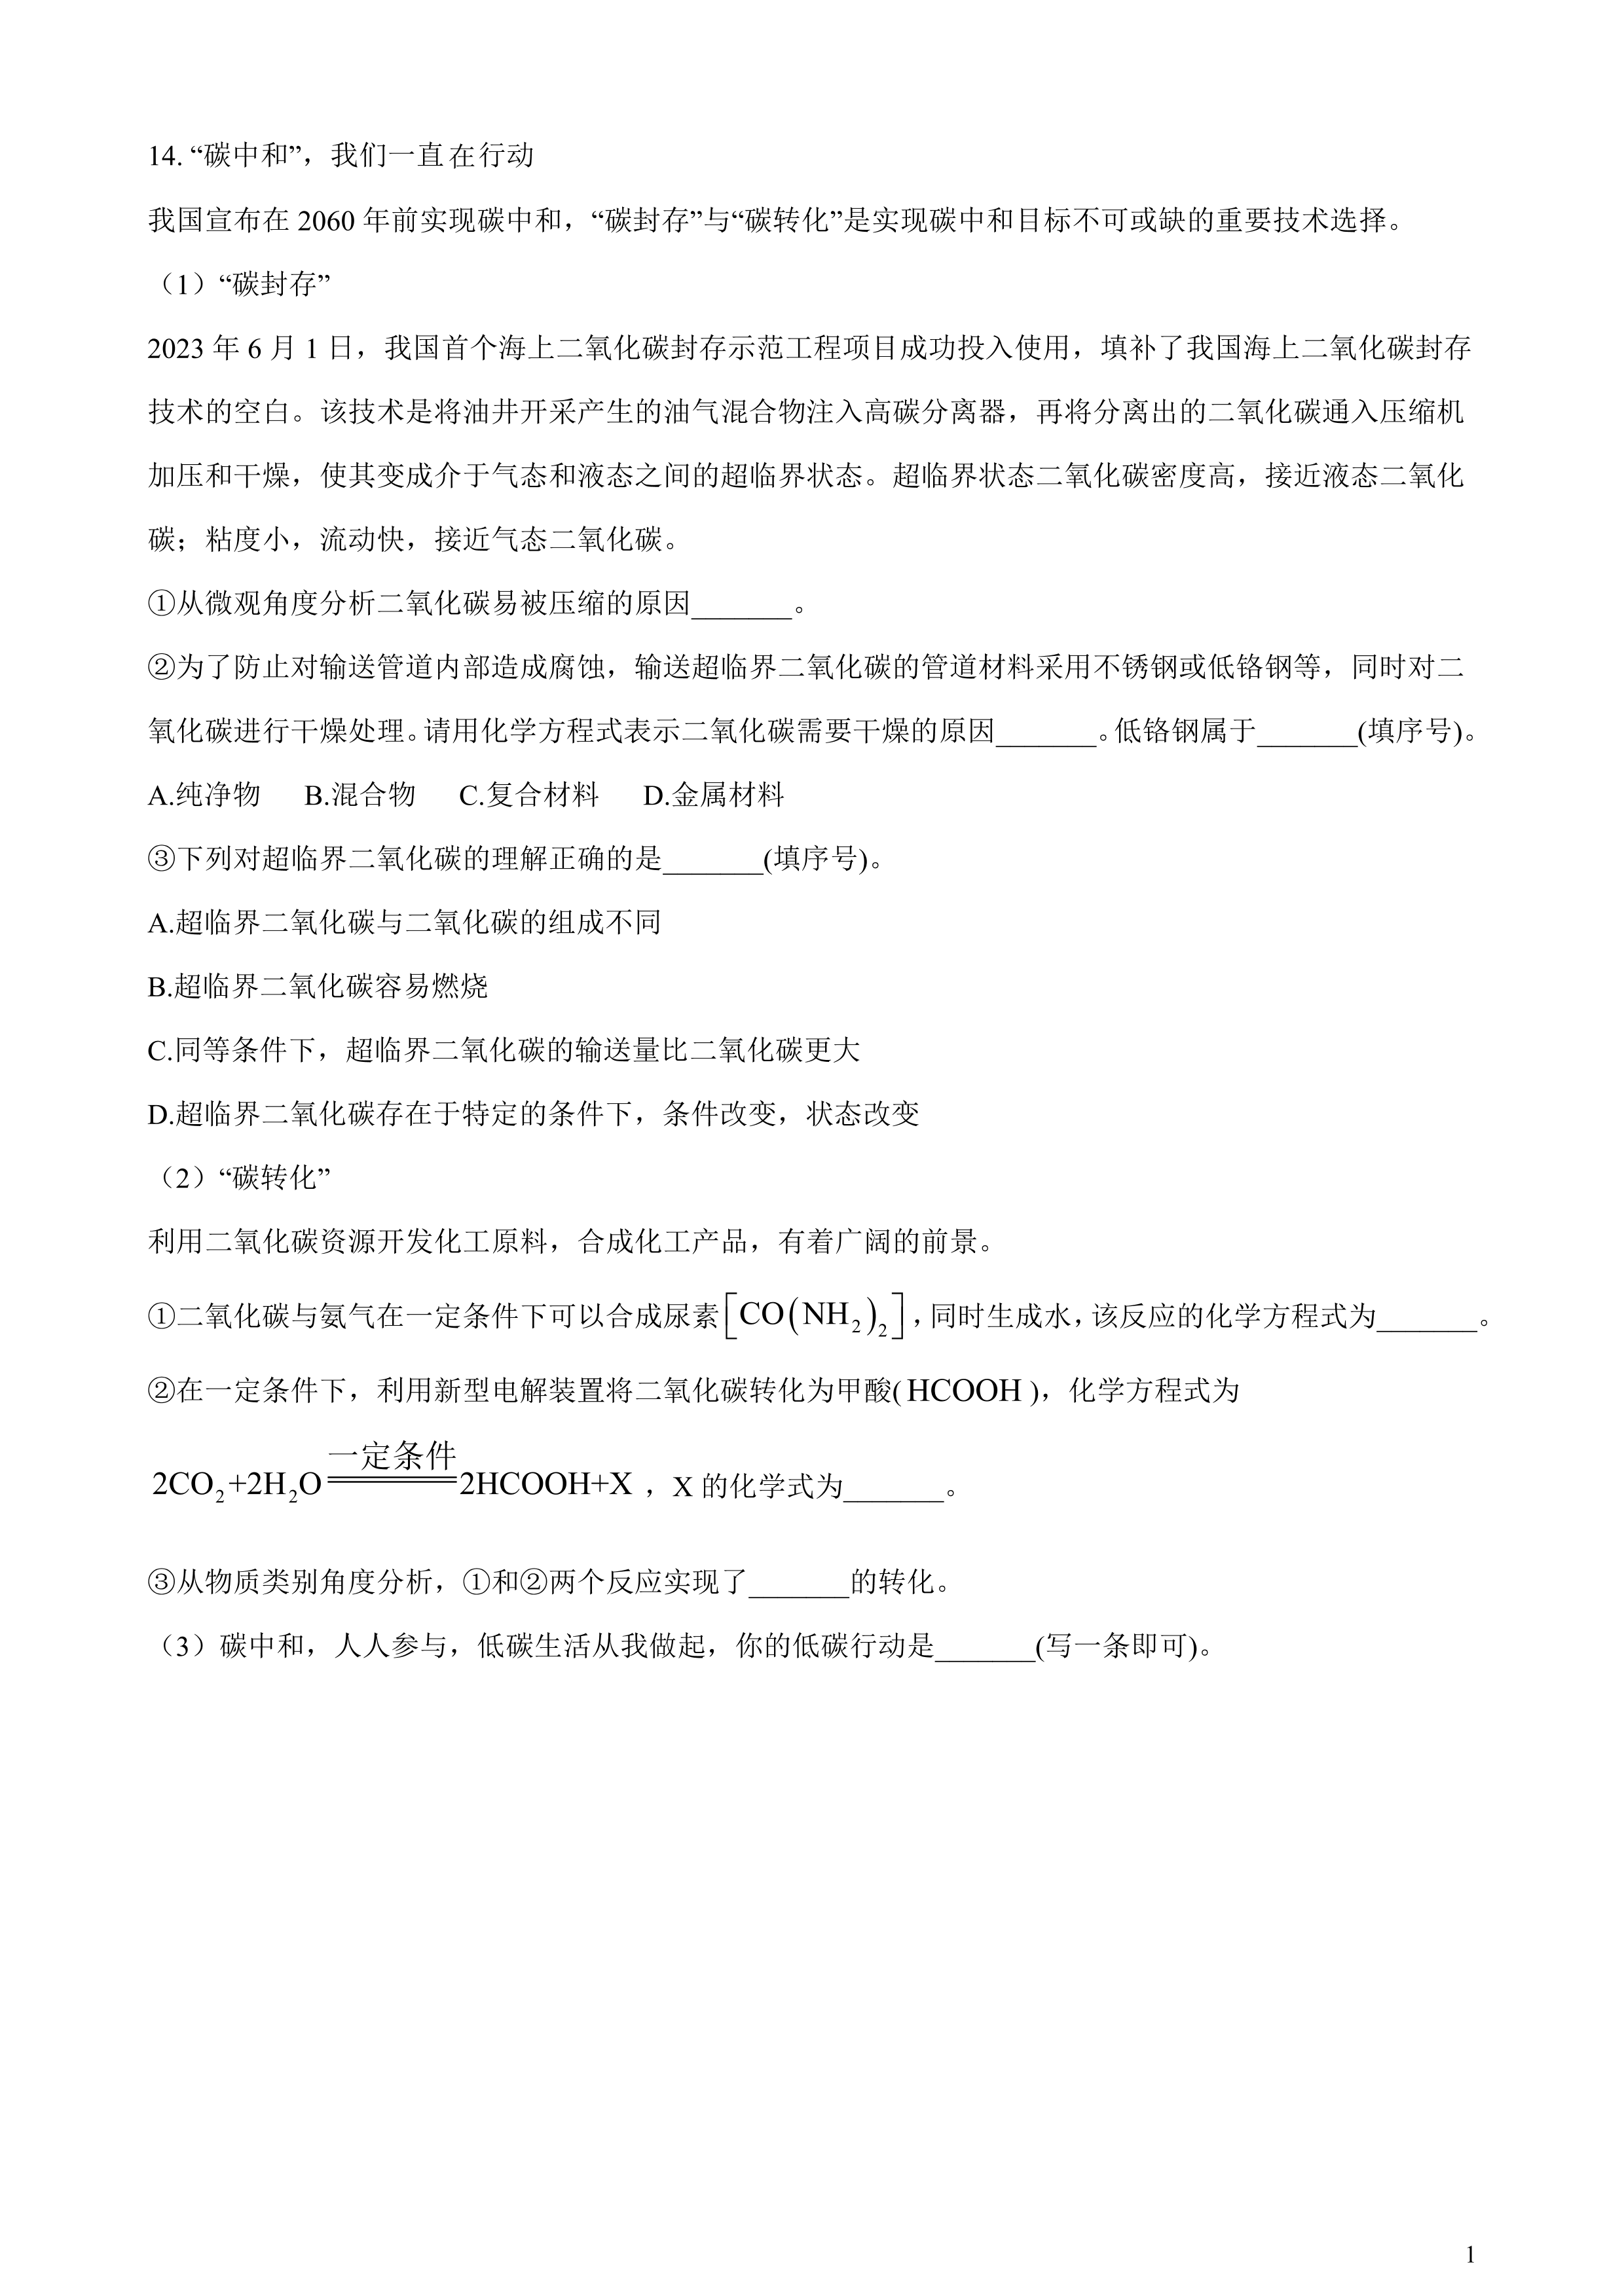 14. “碳中和”，我们一直在行动
我国宣布在 2060 年前实现碳中和，“碳封存”与“碳转化”是实现碳中和目标不可或缺的重要技术选择。
（1）“碳封存”
2023 年 6 月 1 日，我国首个海上二氧化碳封存示范工程项目成功投入使用，填补了我国海上二氧化碳封存
技术的空白。该技术是将油井开采产生的油气混合物注入高碳分离器，再将分离出的二氧化碳通入压缩机
加压和干燥，使其变成介于气态和液态之间的超临界状态。超临界状态二氧化碳密度高，接近液态二氧化
碳；粘度小，流动快，接近气态二氧化碳。
①从微观角度分析二氧化碳易被压缩的原因_______。
②为了防止对输送管道内部造成腐蚀，输送超临界二氧化碳的管道材料采用不锈钢或低铬钢等，同时对二
氧化碳进行干燥处理。请用化学方程式表示二氧化碳需要干燥的原因_______。低铬钢属于_______(填序号)。
A.纯净物 B.混合物 C.复合材料 D.金属材料
③下列对超临界二氧化碳的理解正确的是_______(填序号)。
A.超临界二氧化碳与二氧化碳的组成不同
B.超临界二氧化碳容易燃烧
C.同等条件下，超临界二氧化碳的输送量比二氧化碳更大
D.超临界二氧化碳存在于特定的条件下，条件改变，状态改变
（2）“碳转化”
利用二氧化碳资源开发化工原料，合成化工产品，有着广阔的前景。
①二氧化碳与氨气在一定条件下可以合成尿素[CO(NH₂)₂]，同时生成水，该反应的化学方程式为_______。
②在一定条件下，利用新型电解装置将二氧化碳转化为甲酸( HCOOH )，化学方程式为
一定条件
2CO₂+2H₂O══2HCOOH+X ，X 的化学式为_______。
③从物质类别角度分析，①和②两个反应实现了_______的转化。
（3）碳中和，人人参与，低碳生活从我做起，你的低碳行动是_______(写一条即可)。
1